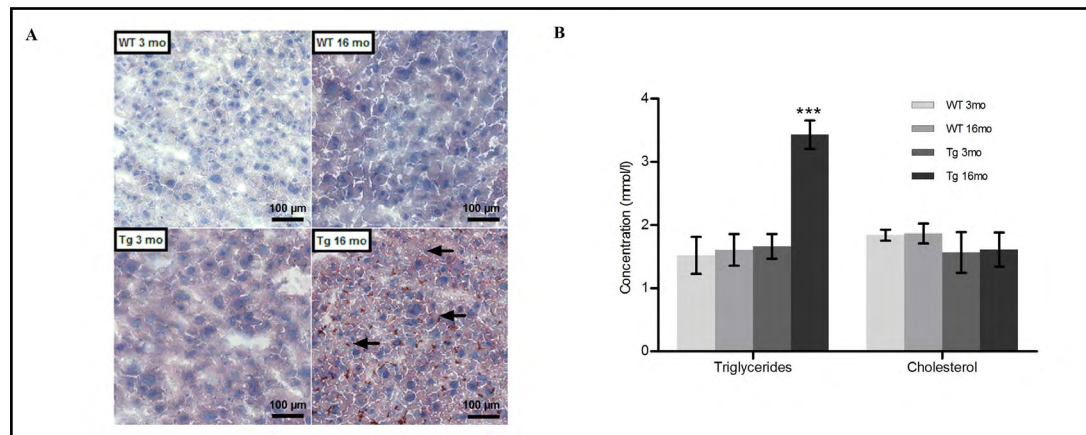 A
WT 3 mo
100 µm
WT 16 mo
100 µm
Tg 3 mo
100 µm
Tg 16 mo
100 µm
B
Concentration (mmol/l)
4
3
2
1
0
***
WT 3mo
WT 16mo
Tg 3mo
Tg 16mo
Triglycerides
Cholesterol